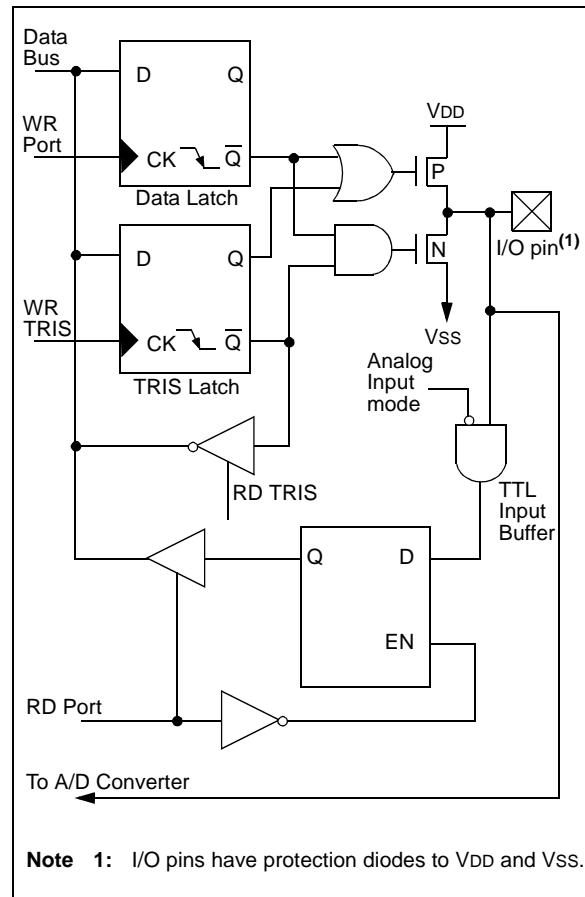 Data
Bus
D Q
WR
Port
CK Q
Data Latch
VDD
P
I/O pin(1)
N
D Q
WR
TRIS
CK Q
TRIS Latch
VSS
Analog
Input
mode
RD TRIS
TTL
Input
Buffer
Q D
EN
RD Port
To A/D Converter
Note 1: I/O pins have protection diodes to VDD and VSS.